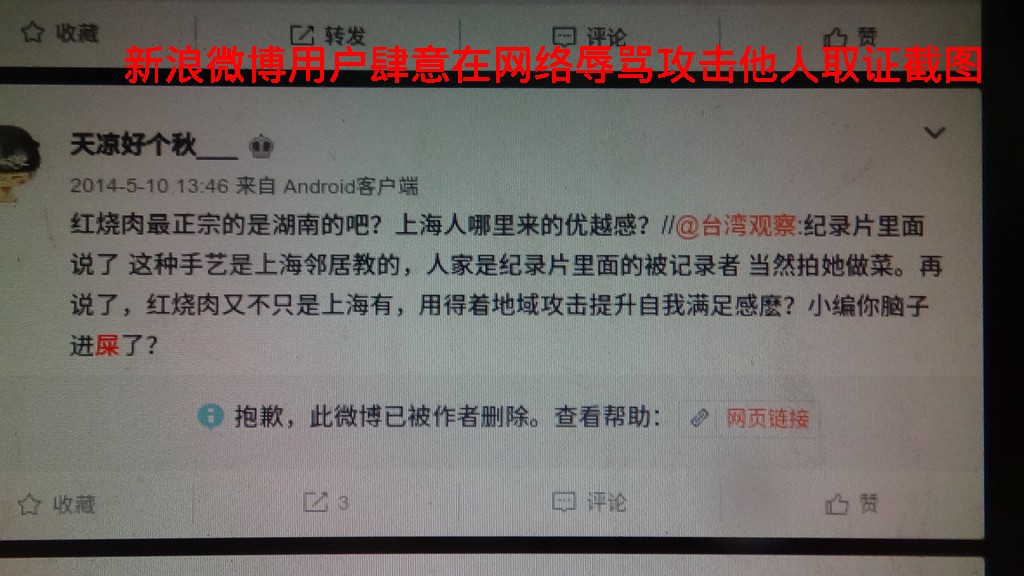 收藏 转发 评论 赞
新浪微博用户肆意在网络辱骂攻击他人取证截图
天凉好个秋___
2014-5-10 13:46 来自 Android客户端
红烧肉最正宗的是湖南的吧？上海人哪里来的优越感？//@台湾观察:纪录片里面
说了 这种手艺是上海邻居教的，人家是纪录片里面的被记录者 当然拍她做菜。再
说了，红烧肉又不只是上海有，用得着地域攻击提升自我满足感麽？小编你脑子
进屎了？
抱歉，此微博已被作者删除。查看帮助： 网页链接
收藏 3 评论 赞